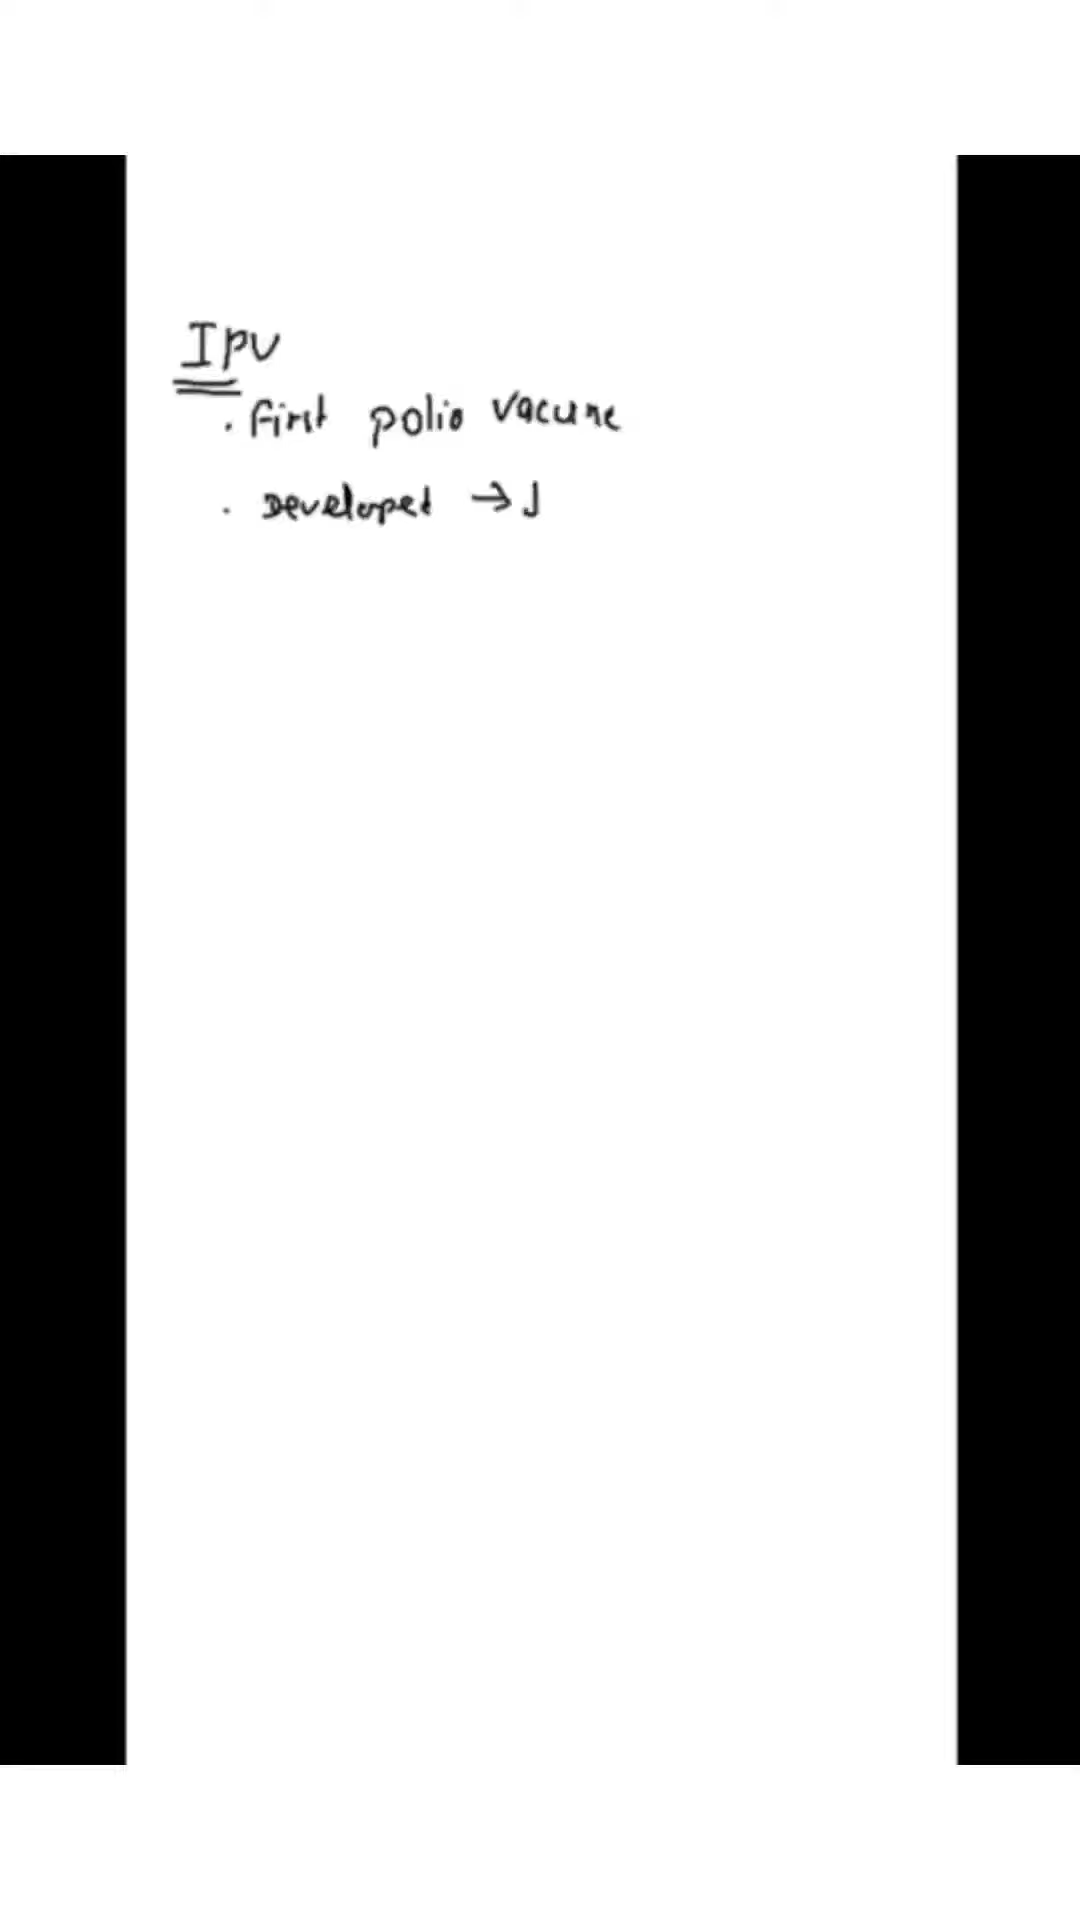 IPV
. first polio vaccine
. Developed → J